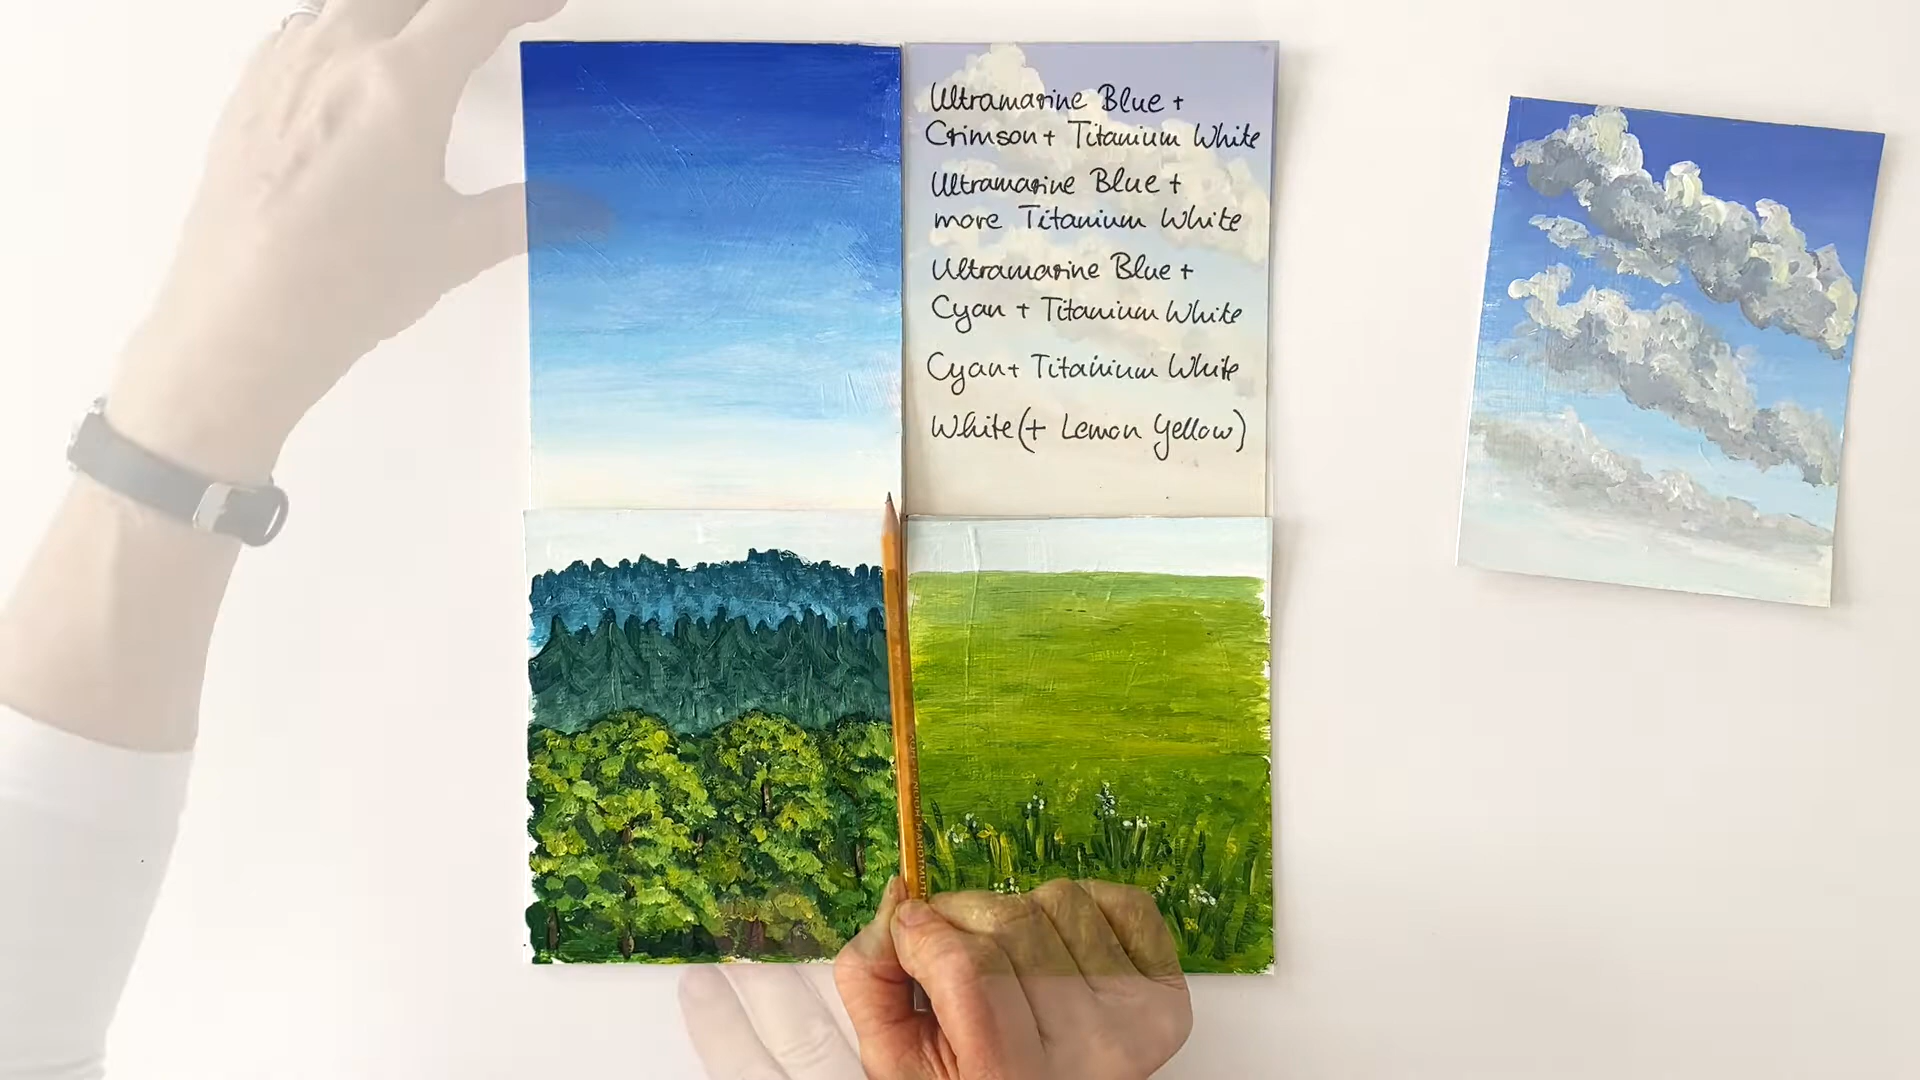 Ultramarine Blue +
Crimson + Titanium White
Ultramarine Blue +
more Titanium White
Ultramarine Blue +
Cyan + Titanium White
Cyan + Titanium White
White (+ Lemon Yellow)